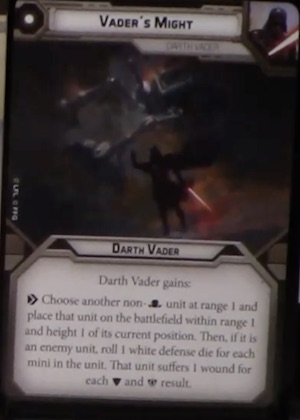 VADER'S MIGHT
DARTH VADER
DARTH VADER
Darth Vader gains:
Choose another non- unit at range 1 and
place that unit on the battlefield within range 1
and height 1 of its current position. Then, if it is
an enemy unit, roll 1 white defense die for each
mini in the unit. That unit suffers 1 wound for
each and result.
© LFL © FFG